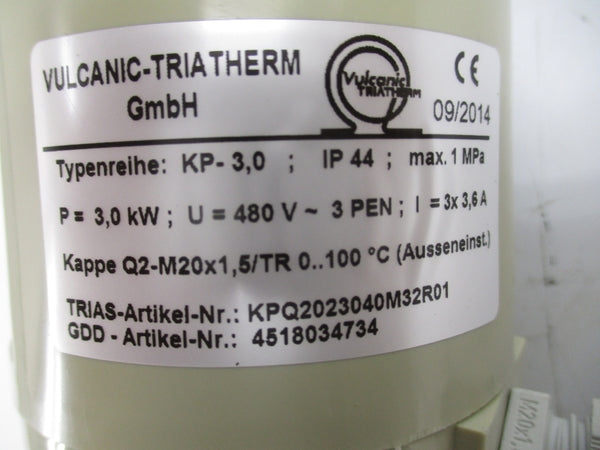 VULCANIC-TRIATHERM
GmbH
Vulcanic
TRIATHERM
CE
09/2014
Typenreihe: KP- 3,0 ; IP 44 ; max. 1 MPa
P = 3,0 kW ; U = 480 V ~ 3 PEN ; I = 3x 3,6 A
Kappe Q2-M20x1,5/TR 0..100 °C (Ausseneinst.)
TRIAS-Artikel-Nr.: KPQ2023040M32R01
GDD - Artikel-Nr.: 4518034734
M20x1,